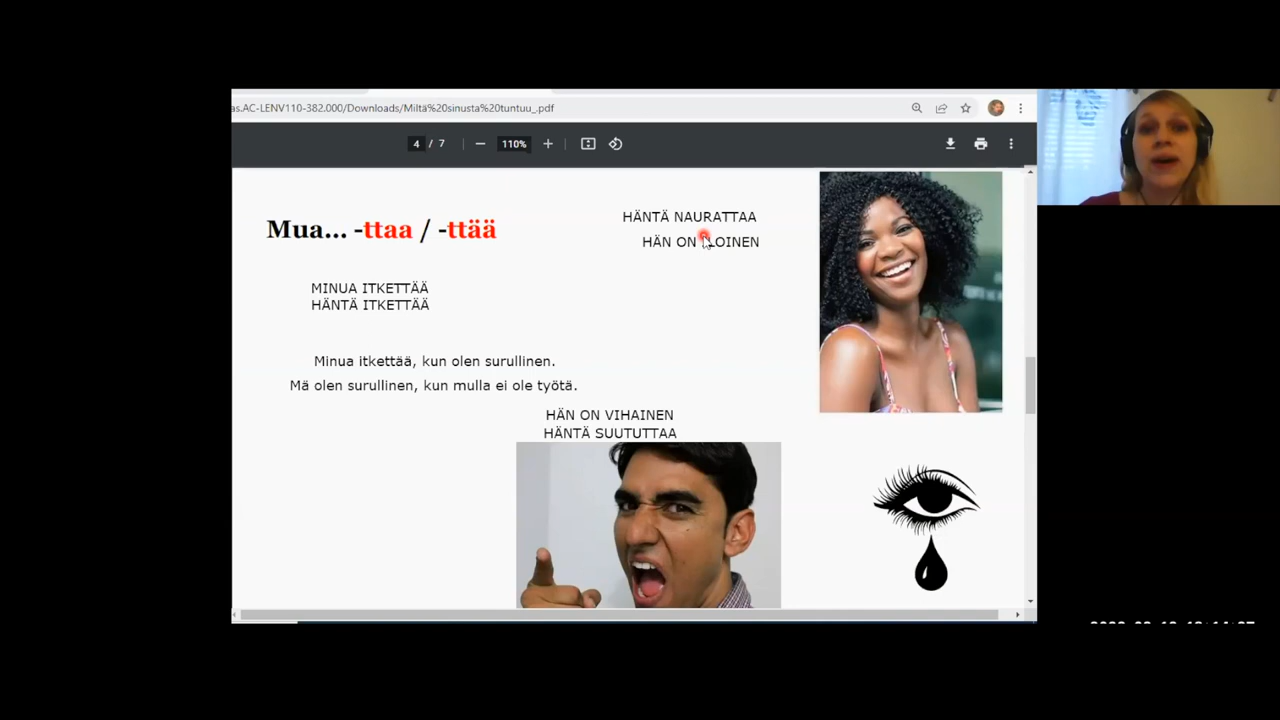 as.AC-LENV110-382.000/Downloads/Miltä%20sinusta%20tuntuu_.pdf
4 / 7
110%
Mua... -ttaa / -ttää
HÄNTÄ NAURATTAA
HÄN ON
MINUA ITKETTÄÄ
HÄNTÄ ITKETTÄÄ
Minua itkettää, kun olen surullinen.
Mä olen surullinen, kun mulla ei ole työtä.
HÄN ON VIHAINEN
HÄNTÄ SUUTUTTAA